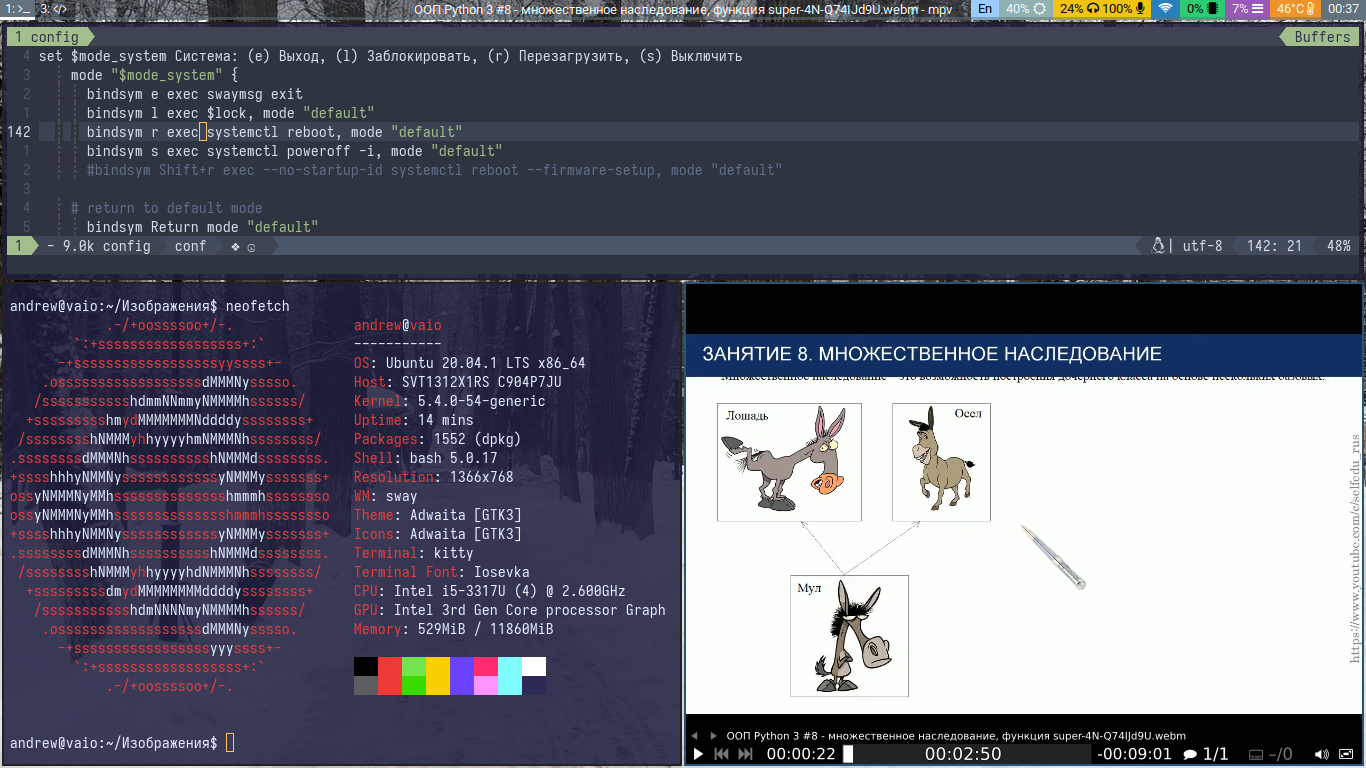 1: >_ 3: </> ООП Python 3 #8 - множественное наследование, функция super-4N-Q74IJd9U.webm - mpv En 40% 24% 100% 0% 7% 46°C 00:37
1 config Buffers
4 set $mode_system Система: (e) Выход, (l) Заблокировать, (r) Перезагрузить, (s) Выключить
3 mode "$mode_system" {
2 bindsym e exec swaymsg exit
1 bindsym l exec $lock, mode "default"
142 bindsym r exec systemctl reboot, mode "default"
1 bindsym s exec systemctl poweroff -i, mode "default"
2 #bindsym Shift+r exec --no-startup-id systemctl reboot --firmware-setup, mode "default"
3
4 # return to default mode
5 bindsym Return mode "default"
1 - 9.0k config conf utf-8 142: 21 48%
andrew@vaio:~/Изображения$ neofetch
.-/+oossssoo+/-.
`:+ssssssssssssssssss+:`
-+ssssssssssssssssssyyssss+-
.ossssssssssssssssssdMMMNysssso.
/ssssssssssshdmmNNmmyNMMMMhssssss/
+ssssssssshmydMMMMMMMNddddyssssssss+
/sssssssshNMMMyhhyyyyhmNMMMNhssssssss/
.ssssssssdMMMNhsssssssssshNMMMdssssssss.
+sssshhhyNMMNyssssssssssssyNMMMysssssss+
ossyNMMMNyMMhsssssssssssssshmmmhssssssso
ossyNMMMNyMMhsssssssssssssshmmmhssssssso
+sssshhhyNMMNyssssssssssssyNMMMysssssss+
.ssssssssdMMMNhsssssssssshNMMMdssssssss.
/sssssssshNMMMyhhyyyyhdNMMMNhssssssss/
+sssssssssdmydMMMMMMMMddddyssssssss+
/ssssssssssshdmNNNNmyNMMMMhssssss/
.ossssssssssssssssssdMMMNysssso.
-+sssssssssssssssssyyyssss+-
`:+ssssssssssssssssss+:`
.-/+oossssoo+/-.
andrew@vaio
-----------
OS: Ubuntu 20.04.1 LTS x86_64
Host: SVT1312X1RS C904P7JU
Kernel: 5.4.0-54-generic
Uptime: 14 mins
Packages: 1552 (dpkg)
Shell: bash 5.0.17
Resolution: 1366x768
WM: sway
Theme: Adwaita [GTK3]
Icons: Adwaita [GTK3]
Terminal: kitty
Terminal Font: Iosevka
CPU: Intel i5-3317U (4) @ 2.600GHz
GPU: Intel 3rd Gen Core processor Graph
Memory: 529MiB / 11860MiB
andrew@vaio:~/Изображения$
ЗАНЯТИЕ 8. МНОЖЕСТВЕННОЕ НАСЛЕДОВАНИЕ
Множественное наследование – это возможность построения дочернего класса на основе нескольких базовых.
Лошадь
Осел
Мул
https://www.youtube.com/c/selfedu_rus
ООП Python 3 #8 - множественное наследование, функция super-4N-Q74IJd9U.webm
00:00:22 00:02:50 -00:09:01 1/1 -/0